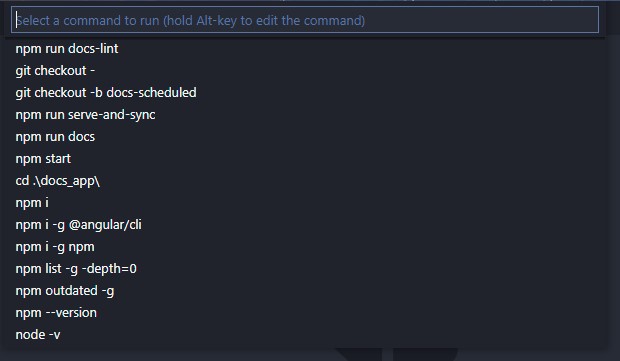 Select a command to run (hold Alt-key to edit the command)
npm run docs-lint
git checkout -
git checkout -b docs-scheduled
npm run serve-and-sync
npm run docs
npm start
cd .\docs_app\
npm i
npm i -g @angular/cli
npm i -g npm
npm list -g -depth=0
npm outdated -g
npm --version
node -v